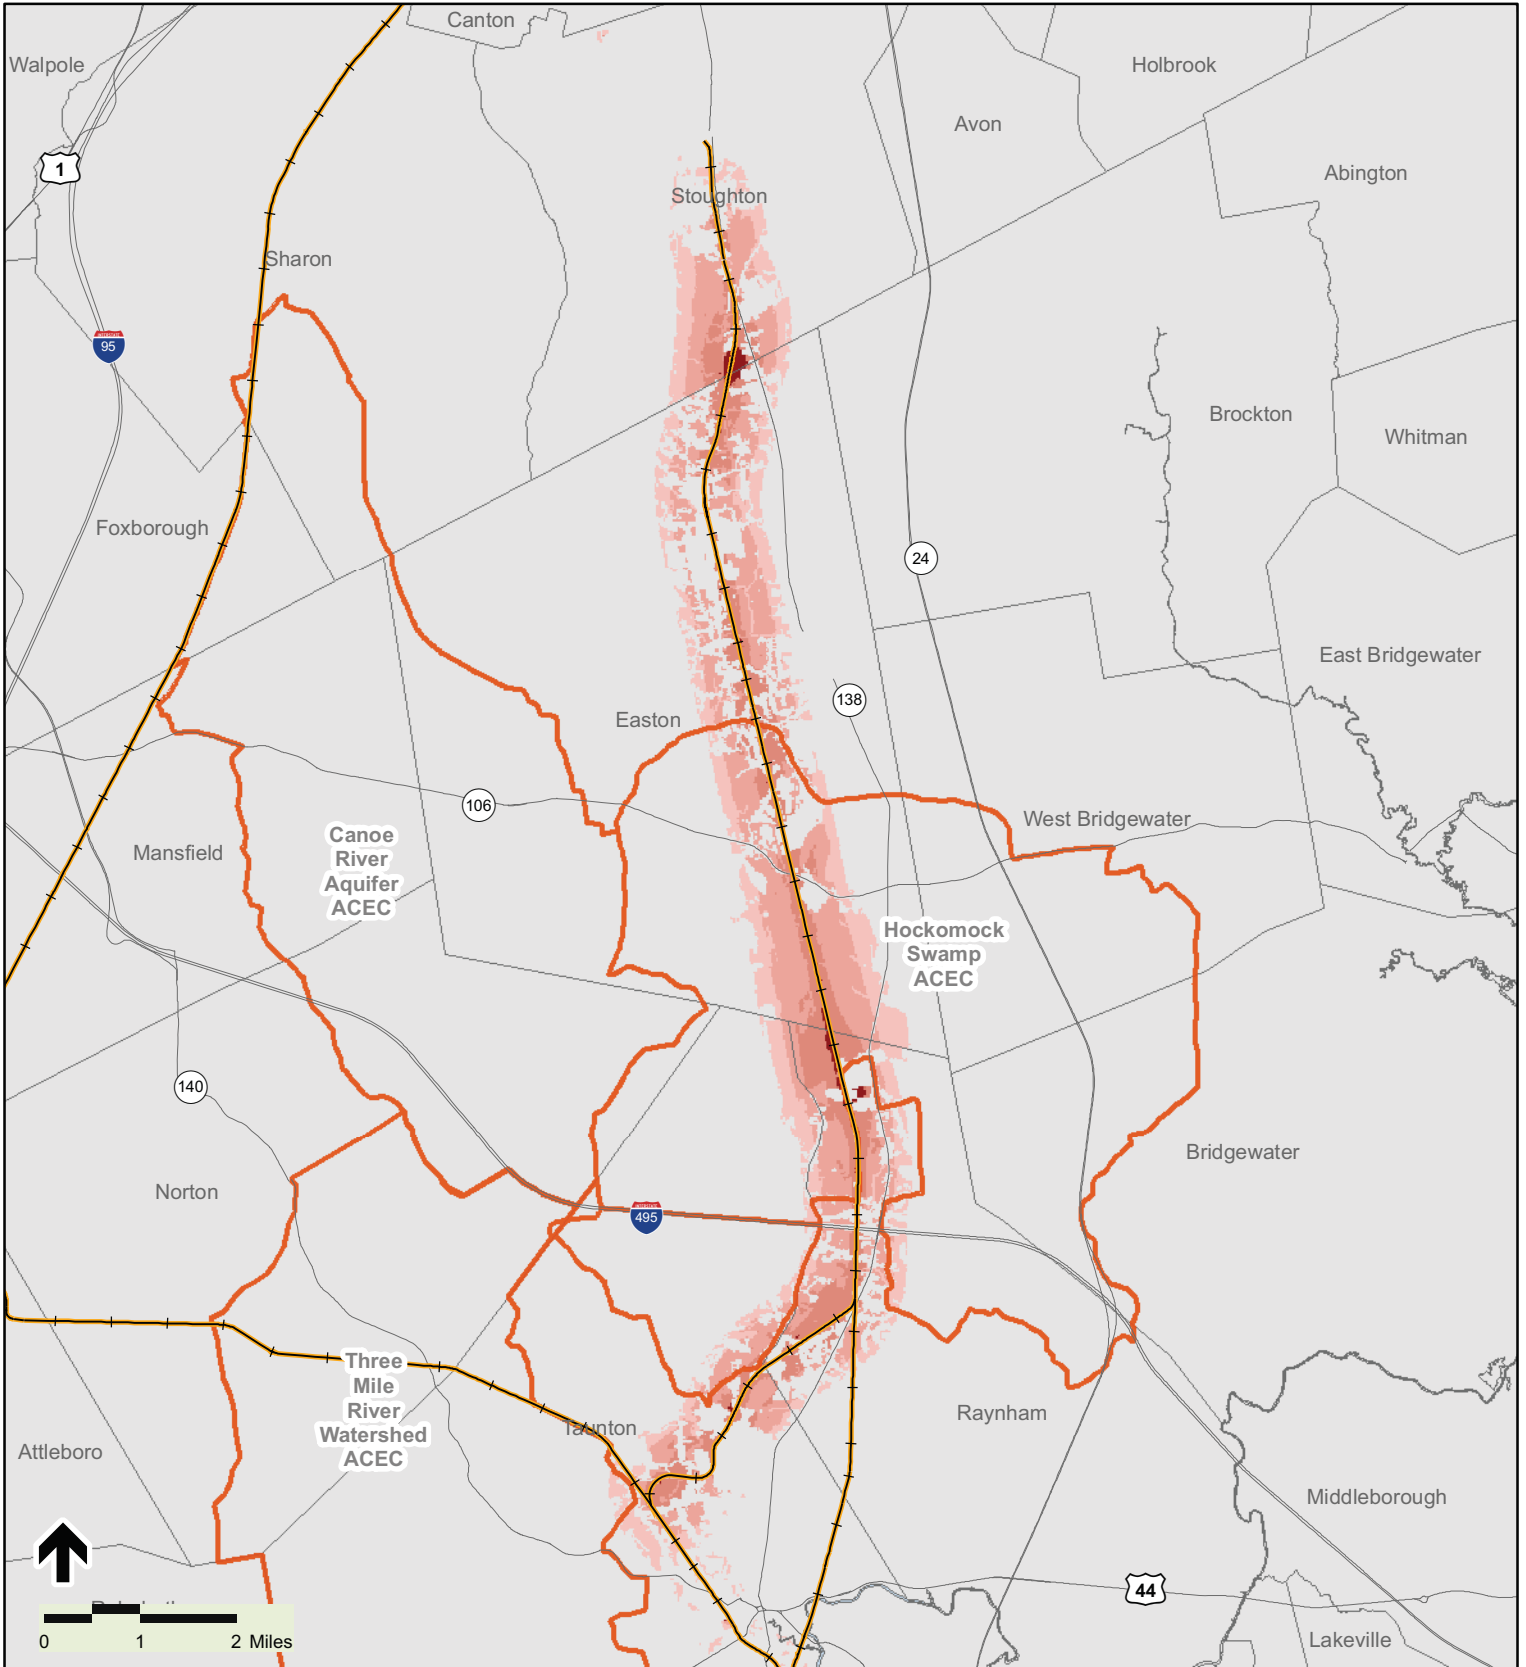 Canton
Walpole
Holbrook
Avon
1
Abington
Stoughton
Sharon
INTERSTATE
95
Brockton
Whitman
Foxborough
24
East Bridgewater
138
Easton
106
West Bridgewater
Canoe
River
Aquifer
ACEC
Mansfield
Hockomock
Swamp
ACEC
140
Bridgewater
Norton
INTERSTATE
495
Three
Mile
River
Watershed
ACEC
Raynham
Taunton
Attleboro
Middleborough
44
0 1 2 Miles
Lakeville